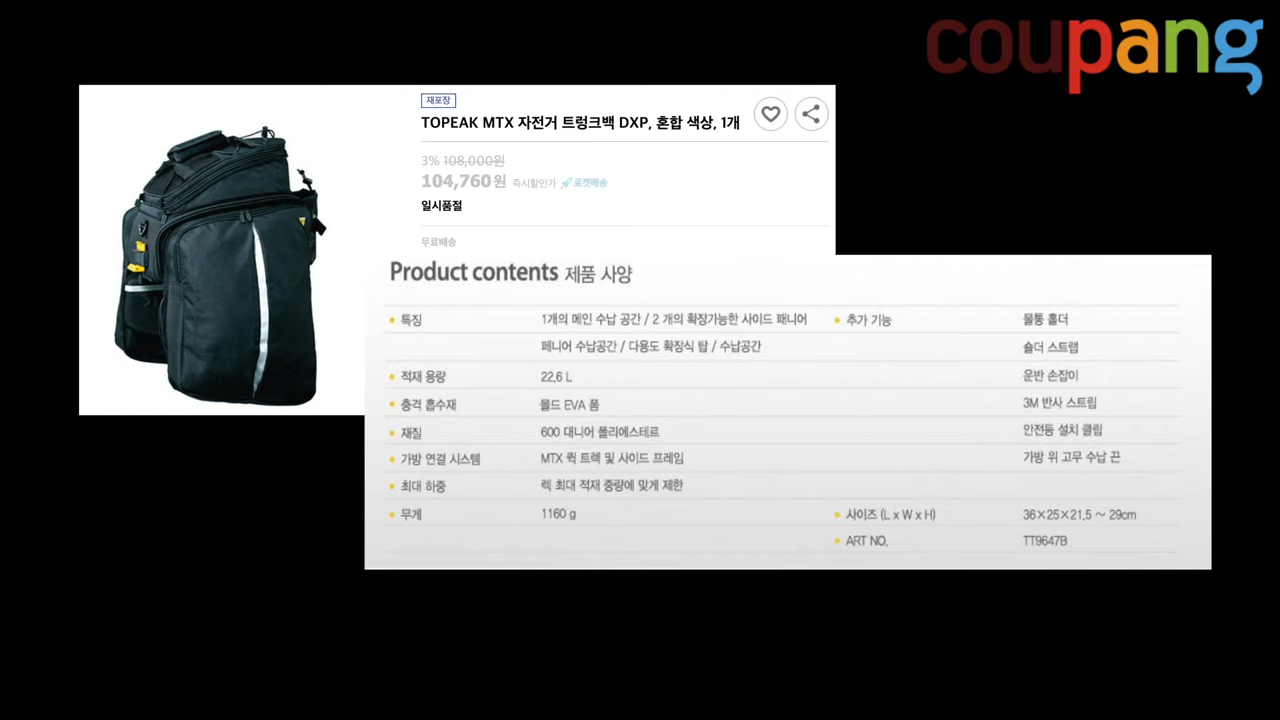 coupang
재포장
TOPEAK MTX 자전거 트렁크백 DXP, 혼합 색상, 1개
3% 108,000원
104,760원 즉시할인가 로켓배송
일시품절
무료배송
Product contents 제품 사양
특징 1개의 메인 수납 공간 / 2 개의 확장가능한 사이드 패니어 추가 기능 물통 홀더
페니어 수납공간 / 다용도 확장식 탑 / 수납공간 숄더 스트랩
적재 용량 22.6 L 운반 손잡이
충격 흡수재 몰드 EVA 폼 3M 반사 스트립
재질 600 대니어 폴리에스테르 안전등 설치 클립
가방 연결 시스템 MTX 퀵 트렉 및 사이드 프레임 가방 위 고무 수납 끈
최대 하중 렉 최대 적재 중량에 맞게 제한
무게 1160 g 사이즈 (L x W x H) 36×25×21.5 ~ 29cm
ART NO. TT9647B